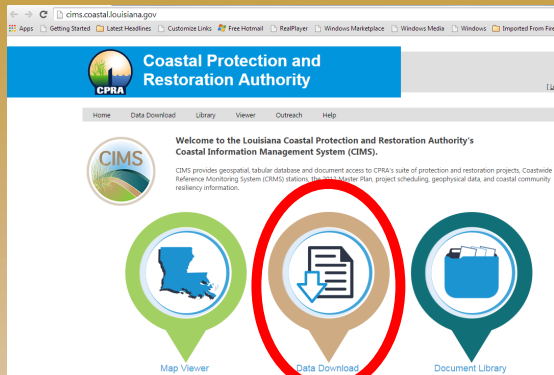 cims.coastal.louisiana.gov
Apps Getting Started Latest Headlines Customize Links Free Hotmail RealPlayer Windows Marketplace Windows Media Windows Imported From Fire
Coastal Protection and
Restoration Authority
CPRA
Home Data Download Library Viewer Outreach Help
CIMS
Welcome to the Louisiana Coastal Protection and Restoration Authority's
Coastal Information Management System (CIMS).
CIMS provides geospatial, tabular database and document access to CPRA's suite of protection and restoration projects, Coastwide
Reference Monitoring System (CRMS) stations, the 2012 Master Plan, project scheduling, geophysical data, and coastal community
resiliency information.
Map Viewer Data Download Document Library